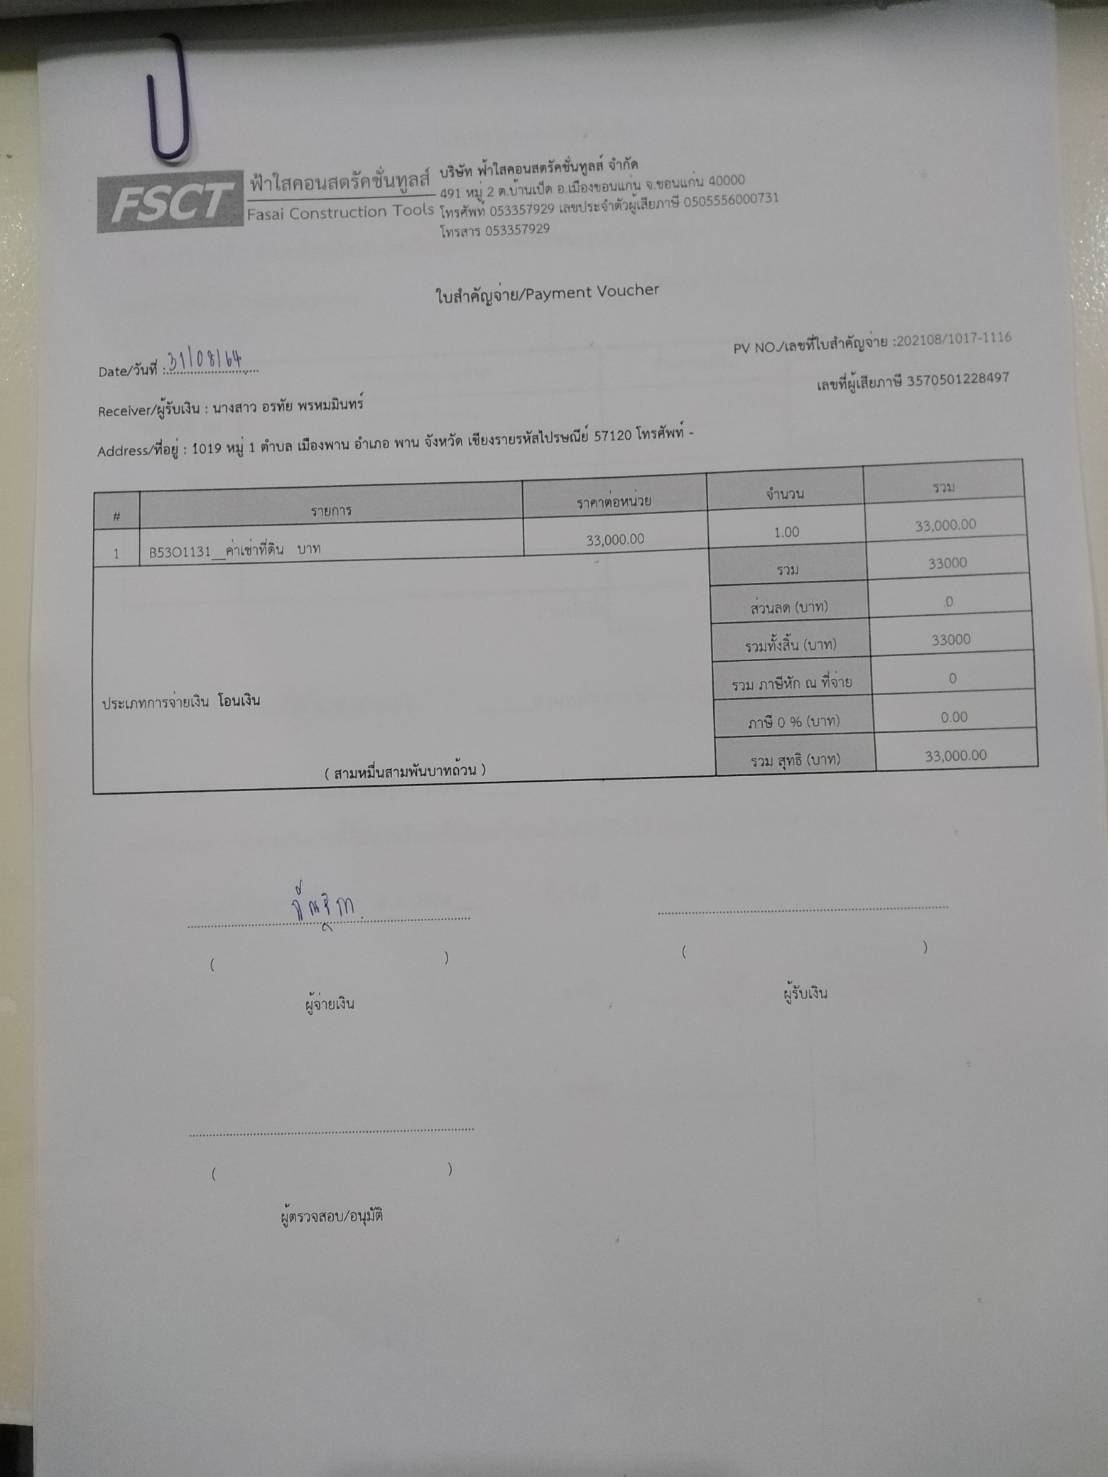 FSCT
ฟ้าใสคอนสตรัคชั่นทูลส์
Fasai Construction Tools
บริษัท ฟ้าใสคอนสตรัคชั่นทูลส์ จำกัด
491 หมู่ 2 ต.บ้านเป็ด อ.เมืองขอนแก่น จ.ขอนแก่น 40000
โทรศัพท์ 053357929 เลขประจำตัวผู้เสียภาษี 0505556000731
โทรสาร 053357929
ใบสำคัญจ่าย/Payment Voucher
PV NO./เลขที่ใบสำคัญจ่าย :202108/1017-1116
Date/วันที่ : 31/08/64
เลขที่ผู้เสียภาษี 3570501228497
Receiver/ผู้รับเงิน : นางสาว อรทัย พรหมมินทร์
Address/ที่อยู่ : 1019 หมู่ 1 ตำบล เมืองพาน อำเภอ พาน จังหวัด เชียงรายรหัสไปรษณีย์ 57120 โทรศัพท์ -
# รายการ ราคาต่อหน่วย จำนวน รวม
1 B5301131__ค่าเช่าที่ดิน บาท 33,000.00 1.00 33,000.00
รวม 33000
ส่วนลด (บาท) 0
รวมทั้งสิ้น (บาท) 33000
รวม ภาษีหัก ณ ที่จ่าย 0
ประเภทการจ่ายเงิน โอนเงิน
ภาษี 0 % (บาท) 0.00
( สามหมื่นสามพันบาทถ้วน )
รวม สุทธิ (บาท) 33,000.00
( ) ( )
ผู้จ่ายเงิน ผู้รับเงิน
( )
ผู้ตรวจสอบ/อนุมัติ